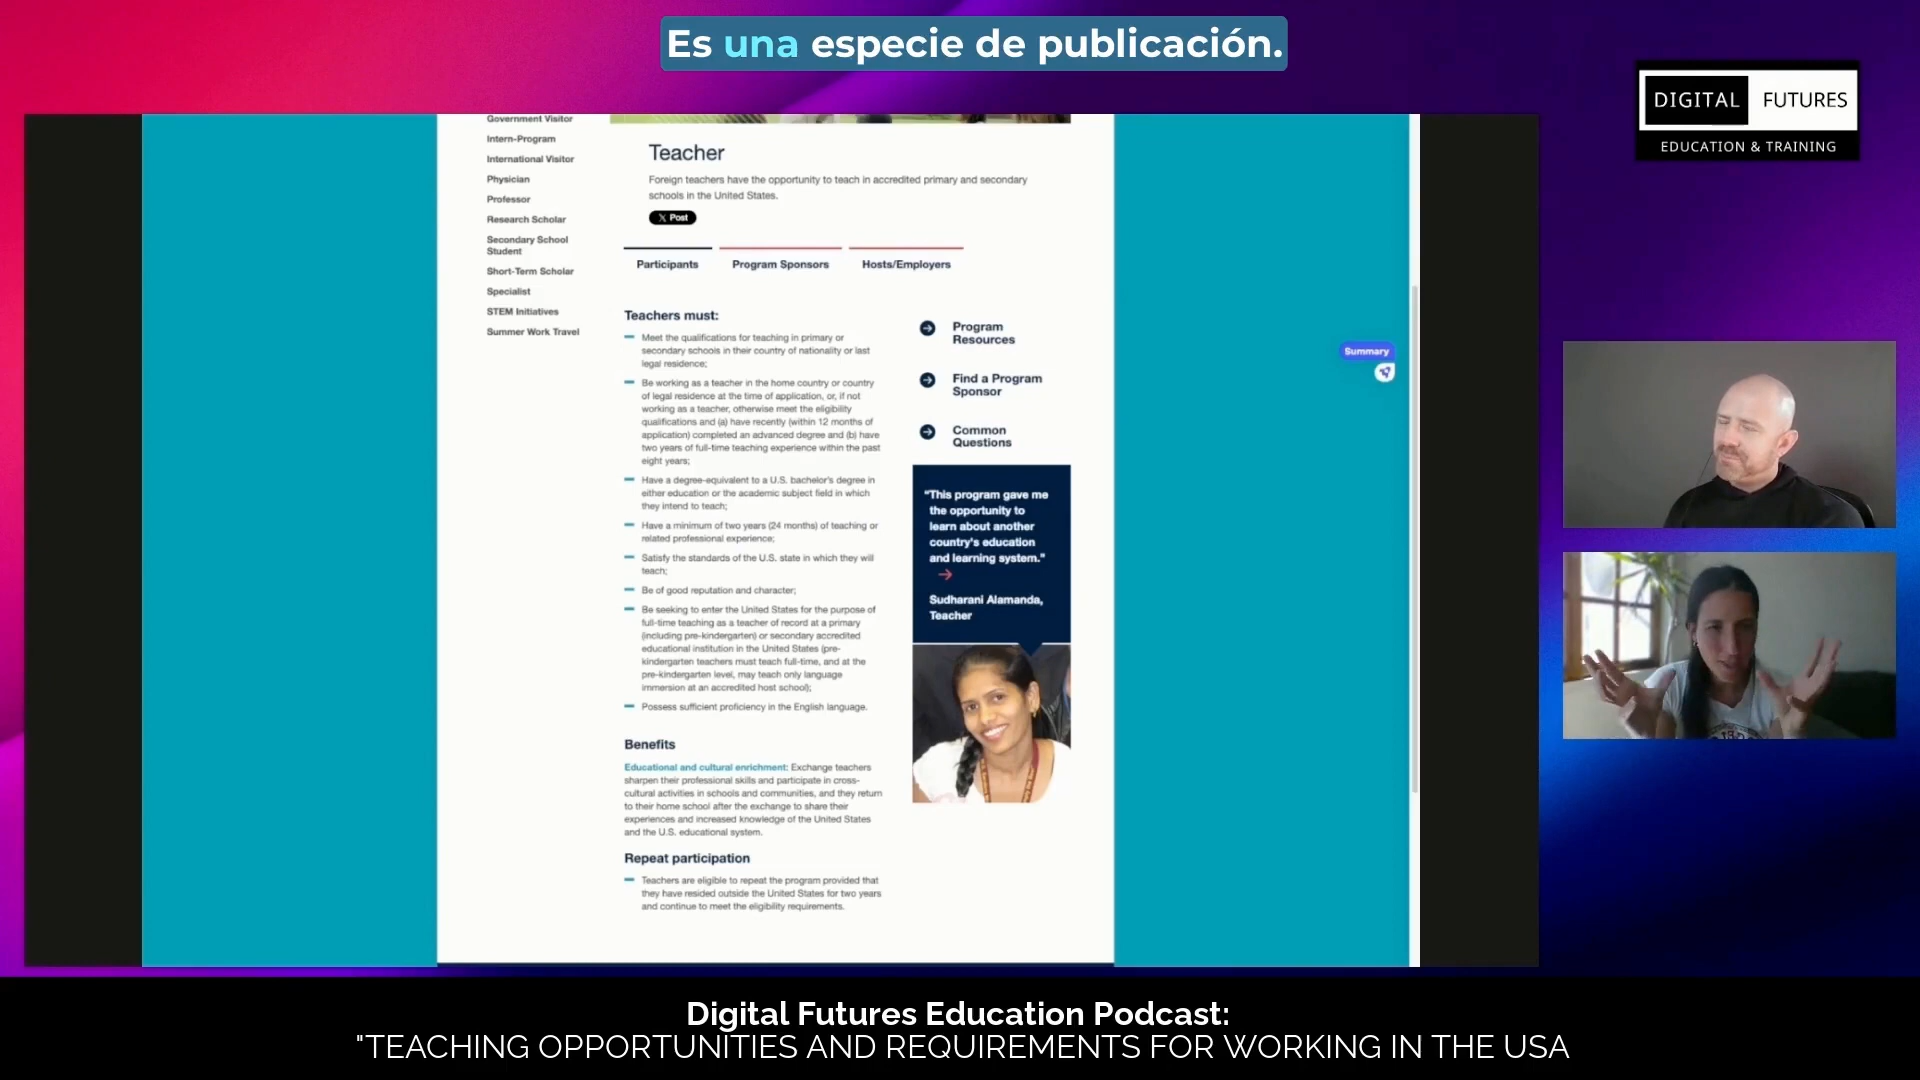 Es una especie de publicación.
DIGITAL FUTURES
EDUCATION & TRAINING
Government Visitor
Intern-Program
International Visitor
Physician
Professor
Research Scholar
Secondary School
Student
Short-Term Scholar
Specialist
STEM Initiatives
Summer Work Travel
Teacher
Foreign teachers have the opportunity to teach in accredited primary and secondary
schools in the United States.
X Post
Participants
Program Sponsors
Hosts/Employers
Teachers must:
Meet the qualifications for teaching in primary or
secondary schools in their country of nationality or last
legal residence;
Be working as a teacher in the home country or country
of legal residence at the time of application, or, if not
working as a teacher, otherwise meet the eligibility
qualifications and (a) have recently (within 12 months of
application) completed an advanced degree and (b) have
two years of full-time teaching experience within the past
eight years;
Have a degree-equivalent to a U.S. bachelor's degree in
either education or the academic subject field in which
they intend to teach;
Have a minimum of two years (24 months) of teaching or
related professional experience;
Satisfy the standards of the U.S. state in which they will
teach;
Be of good reputation and character;
Be seeking to enter the United States for the purpose of
full-time teaching as a teacher of record at a primary
(including pre-kindergarten) or secondary accredited
educational institution in the United States (pre-
kindergarten teachers must teach full-time, and at the
pre-kindergarten level, may teach only language
immersion at an accredited host school);
Possess sufficient proficiency in the English language.
Benefits
Educational and cultural enrichment: Exchange teachers
sharpen their professional skills and participate in cross-
cultural activities in schools and communities, and they return
to their home school after the exchange to share their
experiences and increased knowledge of the United States
and the U.S. educational system.
Repeat participation
Teachers are eligible to repeat the program provided that
they have resided outside the United States for two years
and continue to meet the eligibility requirements.
Program
Resources
Find a Program
Sponsor
Common
Questions
"This program gave me
the opportunity to
learn about another
country's education
and learning system."
Sudharani Alamanda,
Teacher
Summary
Digital Futures Education Podcast:
"TEACHING OPPORTUNITIES AND REQUIREMENTS FOR WORKING IN THE USA